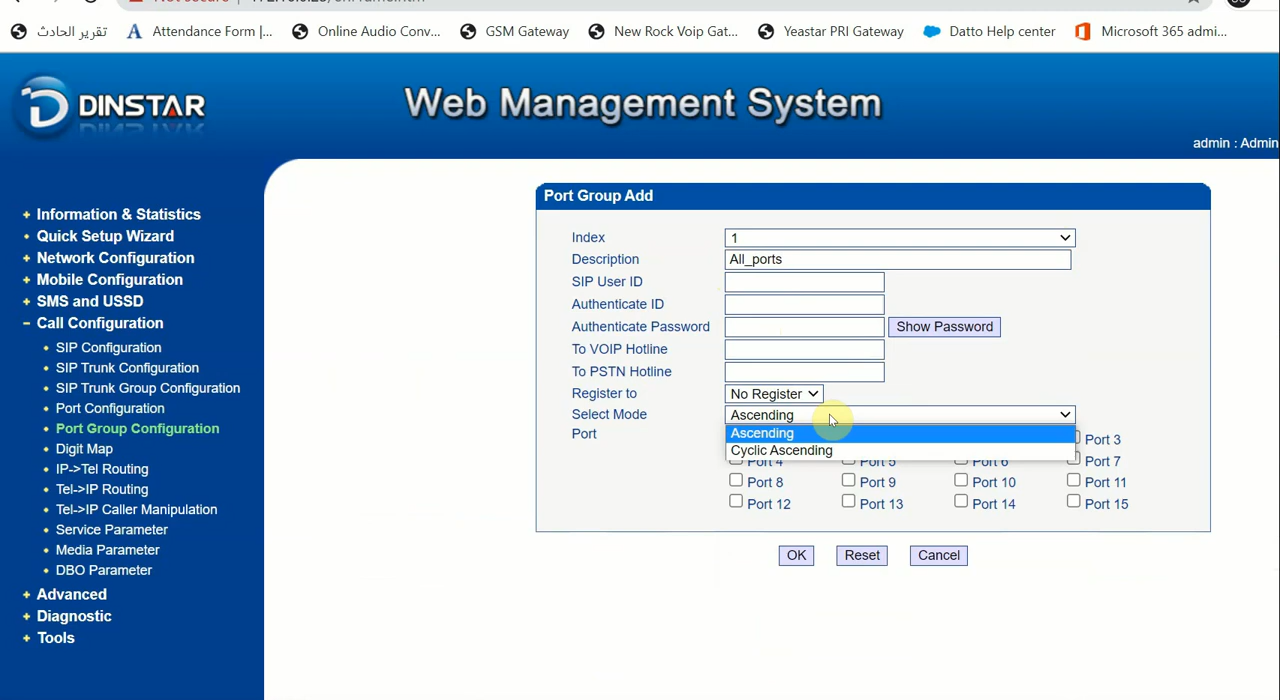 Not secure
تقرير الحادث
Attendance Form |...
Online Audio Conv...
GSM Gateway
New Rock Voip Gat...
Yeastar PRI Gateway
Datto Help center
Microsoft 365 admi...
DINSTAR
Web Management System
admin : Admin
+ Information & Statistics
• Quick Setup Wizard
+ Network Configuration
+ Mobile Configuration
+ SMS and USSD
− Call Configuration
• SIP Configuration
• SIP Trunk Configuration
• SIP Trunk Group Configuration
• Port Configuration
• Port Group Configuration
• Digit Map
• IP->Tel Routing
• Tel->IP Routing
• Tel->IP Caller Manipulation
• Service Parameter
• Media Parameter
• DBO Parameter
+ Advanced
+ Diagnostic
+ Tools
Port Group Add
Index 1
Description All_ports
SIP User ID
Authenticate ID
Authenticate Password Show Password
To VOIP Hotline
To PSTN Hotline
Register to No Register
Select Mode Ascending
Ascending
Cyclic Ascending
Port Port 3
Port 4 Port 5 Port 6 Port 7
Port 8 Port 9 Port 10 Port 11
Port 12 Port 13 Port 14 Port 15
OK Reset Cancel